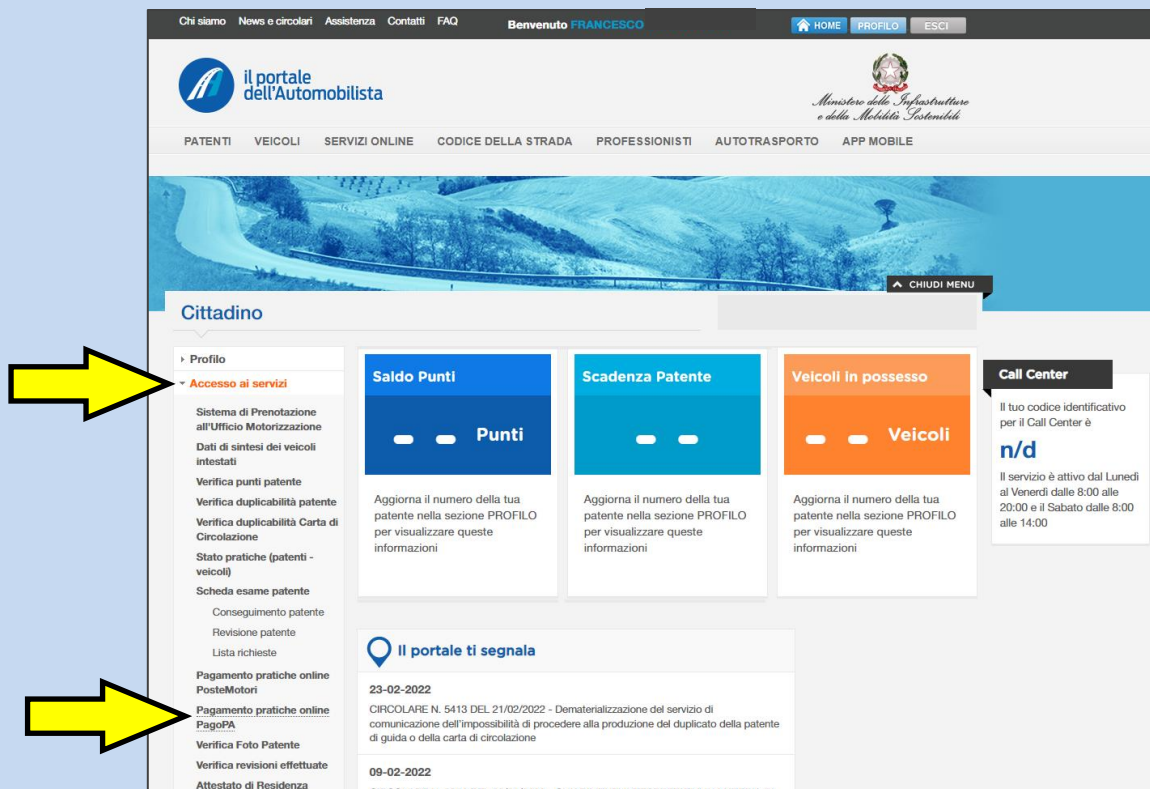 Chi siamo News e circolari Assistenza Contatti FAQ Benvenuto FRANCESCO HOME PROFILO ESCI
il portale
dell'Automobilista
Ministero delle Infrastrutture
e della Mobilità Sostenibili
PATENTI VEICOLI SERVIZI ONLINE CODICE DELLA STRADA PROFESSIONISTI AUTOTRASPORTO APP MOBILE
CHIUDI MENU
Cittadino
Profilo
Accesso ai servizi
Sistema di Prenotazione
all'Ufficio Motorizzazione
Dati di sintesi dei veicoli
intestati
Verifica punti patente
Verifica duplicabilità patente
Verifica duplicabilità Carta di
Circolazione
Stato pratiche (patenti -
veicoli)
Scheda esame patente
Conseguimento patente
Revisione patente
Lista richieste
Pagamento pratiche online
PosteMotori
Pagamento pratiche online
PagoPA
Verifica Foto Patente
Verifica revisioni effettuate
Attestato di Residenza
Saldo Punti
-- Punti
Aggiorna il numero della tua
patente nella sezione PROFILO
per visualizzare queste
informazioni
Scadenza Patente
--
Aggiorna il numero della tua
patente nella sezione PROFILO
per visualizzare queste
informazioni
Veicoli in possesso
-- Veicoli
Aggiorna il numero della tua
patente nella sezione PROFILO
per visualizzare queste
informazioni
Call Center
Il tuo codice identificativo
per il Call Center è
n/d
Il servizio è attivo dal Lunedì
al Venerdì dalle 8:00 alle
20:00 e il Sabato dalle 8:00
alle 14:00
Il portale ti segnala
23-02-2022
CIRCOLARE N. 5413 DEL 21/02/2022 - Dematerializzazione del servizio di
comunicazione dell'impossibilità di procedere alla produzione del duplicato della patente
di guida o della carta di circolazione
09-02-2022